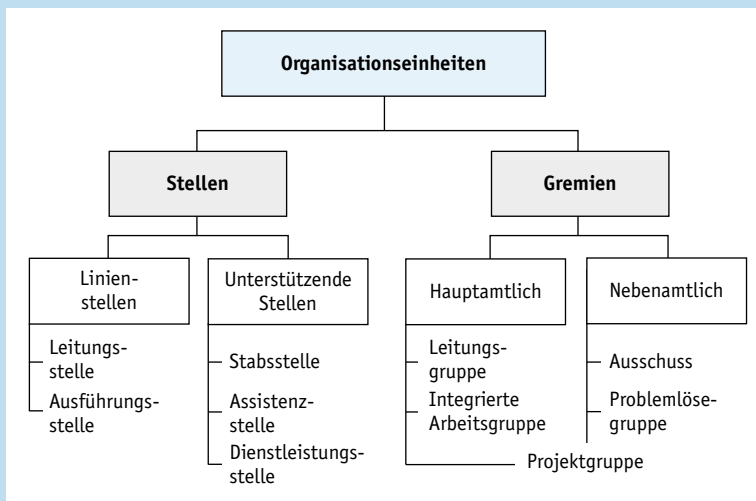 Organisationseinheiten
Stellen
Gremien
Linien-
stellen
Unterstützende
Stellen
Hauptamtlich
Nebenamtlich
Leitungs-
stelle
Ausführungs-
stelle
Stabsstelle
Assistenz-
stelle
Dienstleistungs-
stelle
Leitungs-
gruppe
Integrierte
Arbeitsgruppe
Ausschuss
Problemlöse-
gruppe
Projektgruppe